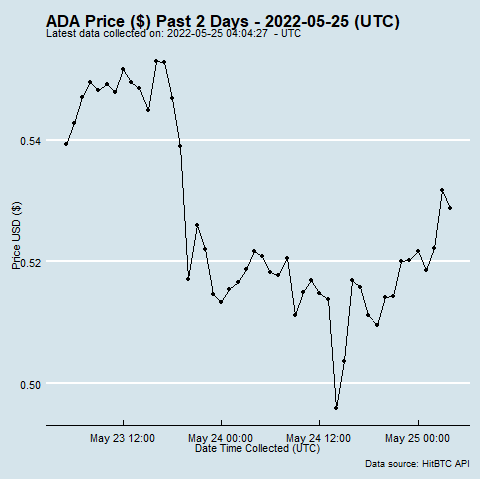 ADA Price ($) Past 2 Days - 2022-05-25 (UTC)
Latest data collected on: 2022-05-25 04:04:27 - UTC
Price USD ($)
0.54
0.52
0.50
May 23 12:00
May 24 00:00
May 24 12:00
May 25 00:00
Date Time Collected (UTC)
Data source: HitBTC API